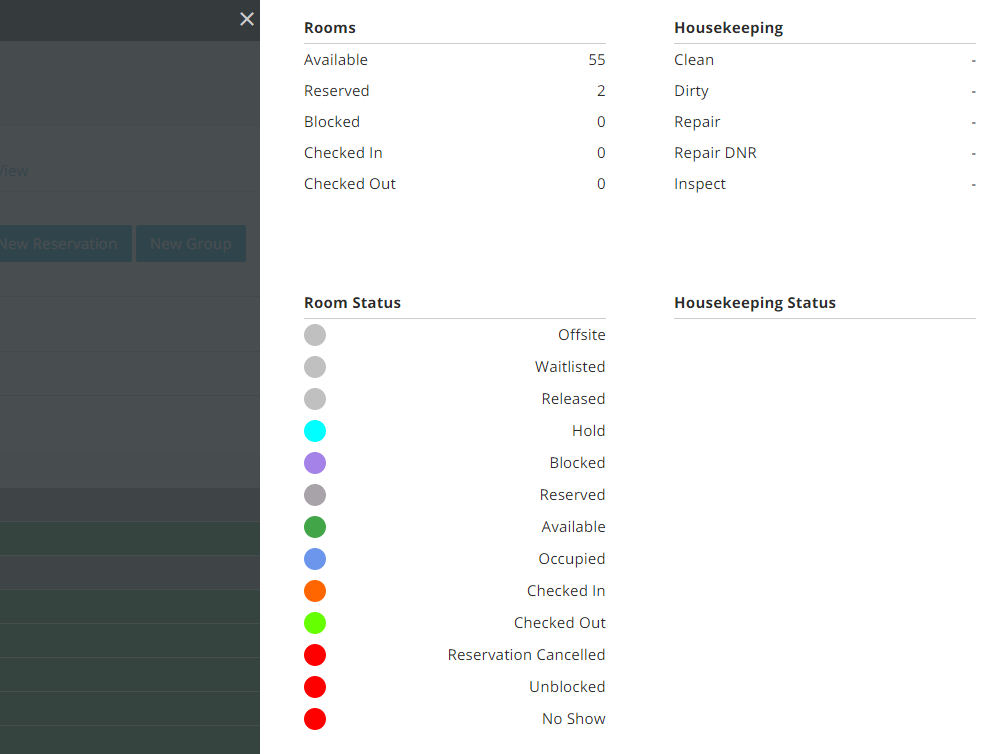 ×
View
New Reservation
New Group
Rooms
Available 55
Reserved 2
Blocked 0
Checked In 0
Checked Out 0
Housekeeping
Clean -
Dirty -
Repair -
Repair DNR -
Inspect -
Room Status
Offsite
Waitlisted
Released
Hold
Blocked
Reserved
Available
Occupied
Checked In
Checked Out
Reservation Cancelled
Unblocked
No Show
Housekeeping Status